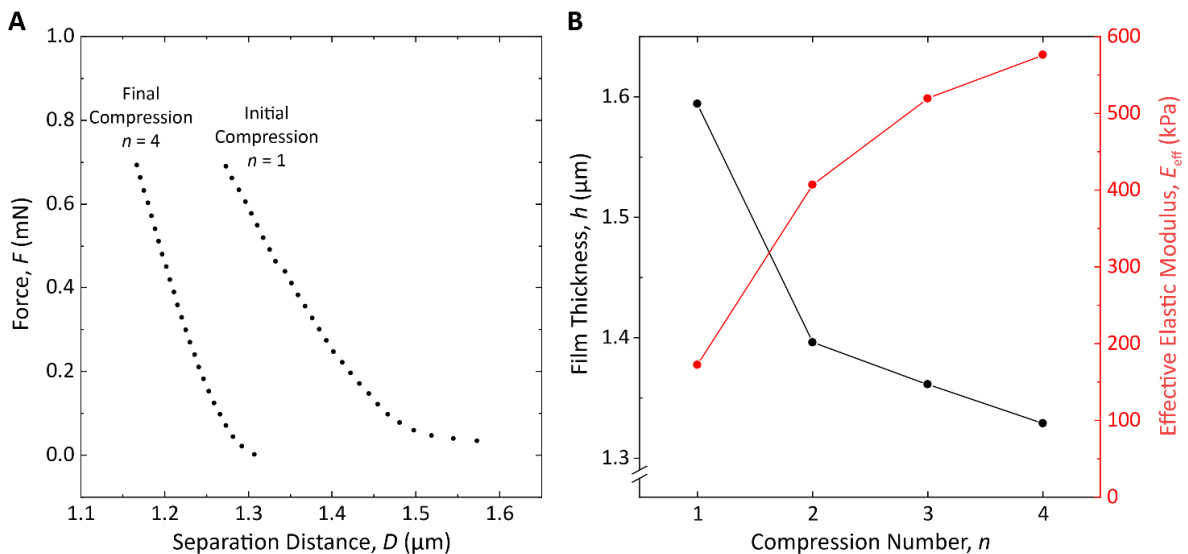 A
1.0
0.8
0.6
0.4
0.2
0.0
Force, F (mN)
Final
Compression
n = 4
Initial
Compression
n = 1
1.1
1.2
1.3
1.4
1.5
1.6
Separation Distance, D (μm)
B
1.6
1.5
1.4
1.3
Film Thickness, h (μm)
600
500
400
300
200
100
0
Effective Elastic Modulus, Eeff (kPa)
1
2
3
4
Compression Number, n